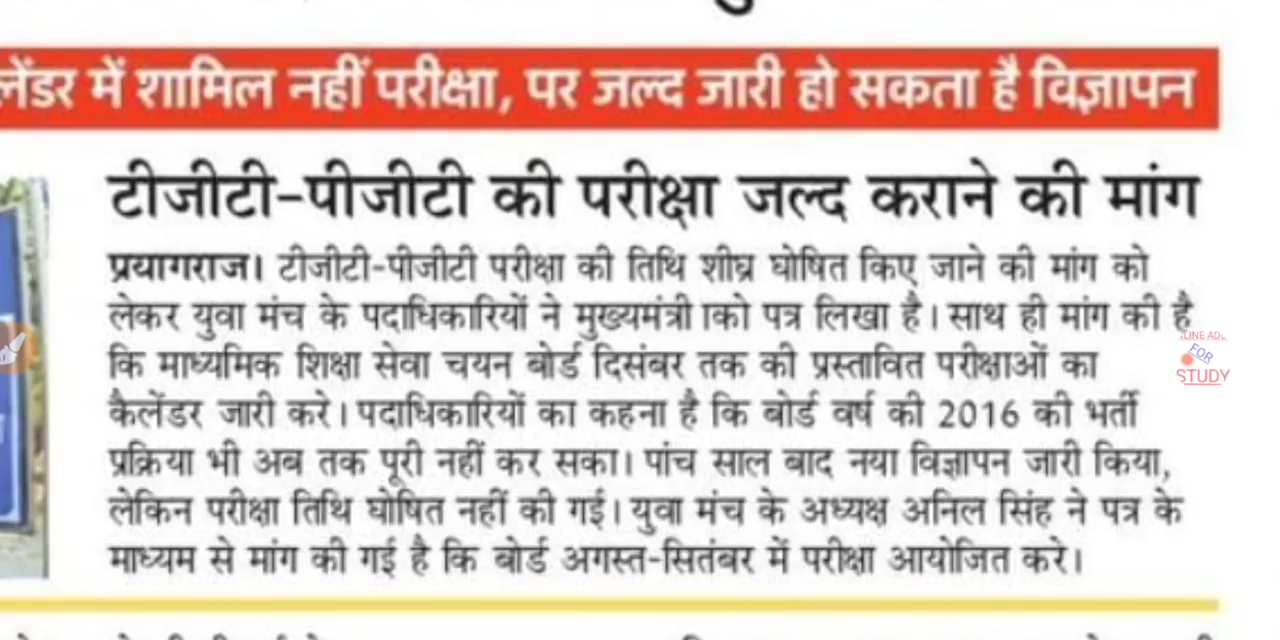 में शामिल नहीं परीक्षा, पर जल्द जारी हो सकता है विज्ञापन
टीजीटी-पीजीटी की परीक्षा जल्द कराने की मांग
प्रयागराज। टीजीटी-पीजीटी परीक्षा की तिथि शीघ्र घोषित किए जाने की मांग को
लेकर युवा मंच के पदाधिकारियों ने मुख्यमंत्री ाको पत्र लिखा है। साथ ही मांग की है
कि माध्यमिक शिक्षा सेवा चयन बोर्ड दिसंबर तक की प्रस्तावित परीक्षाओं का
कैलेंडर जारी करे। पदाधिकारियों का कहना है कि बोर्ड वर्ष की 2016 की भर्ती
प्रक्रिया भी अब तक पूरी नहीं कर सका। पांच साल बाद नया विज्ञापन जारी किया,
लेकिन परीक्षा तिथि घोषित नहीं की गई। युवा मंच के अध्यक्ष अनिल सिंह ने पत्र के
माध्यम से मांग की गई है कि बोर्ड अगस्त-सितंबर में परीक्षा आयोजित करे।
FOR
STUDY